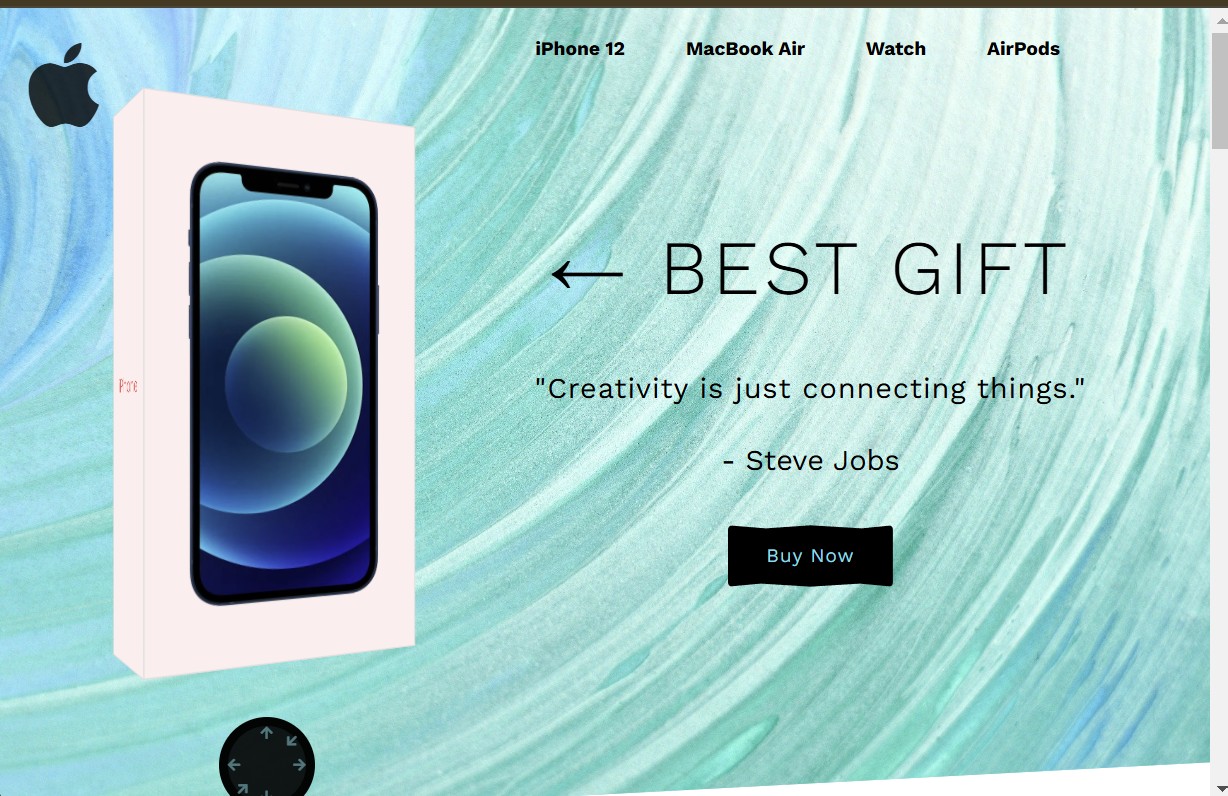 iPhone 12 MacBook Air Watch AirPods
← BEST GIFT
"Creativity is just connecting things."
- Steve Jobs
Buy Now
iPhone